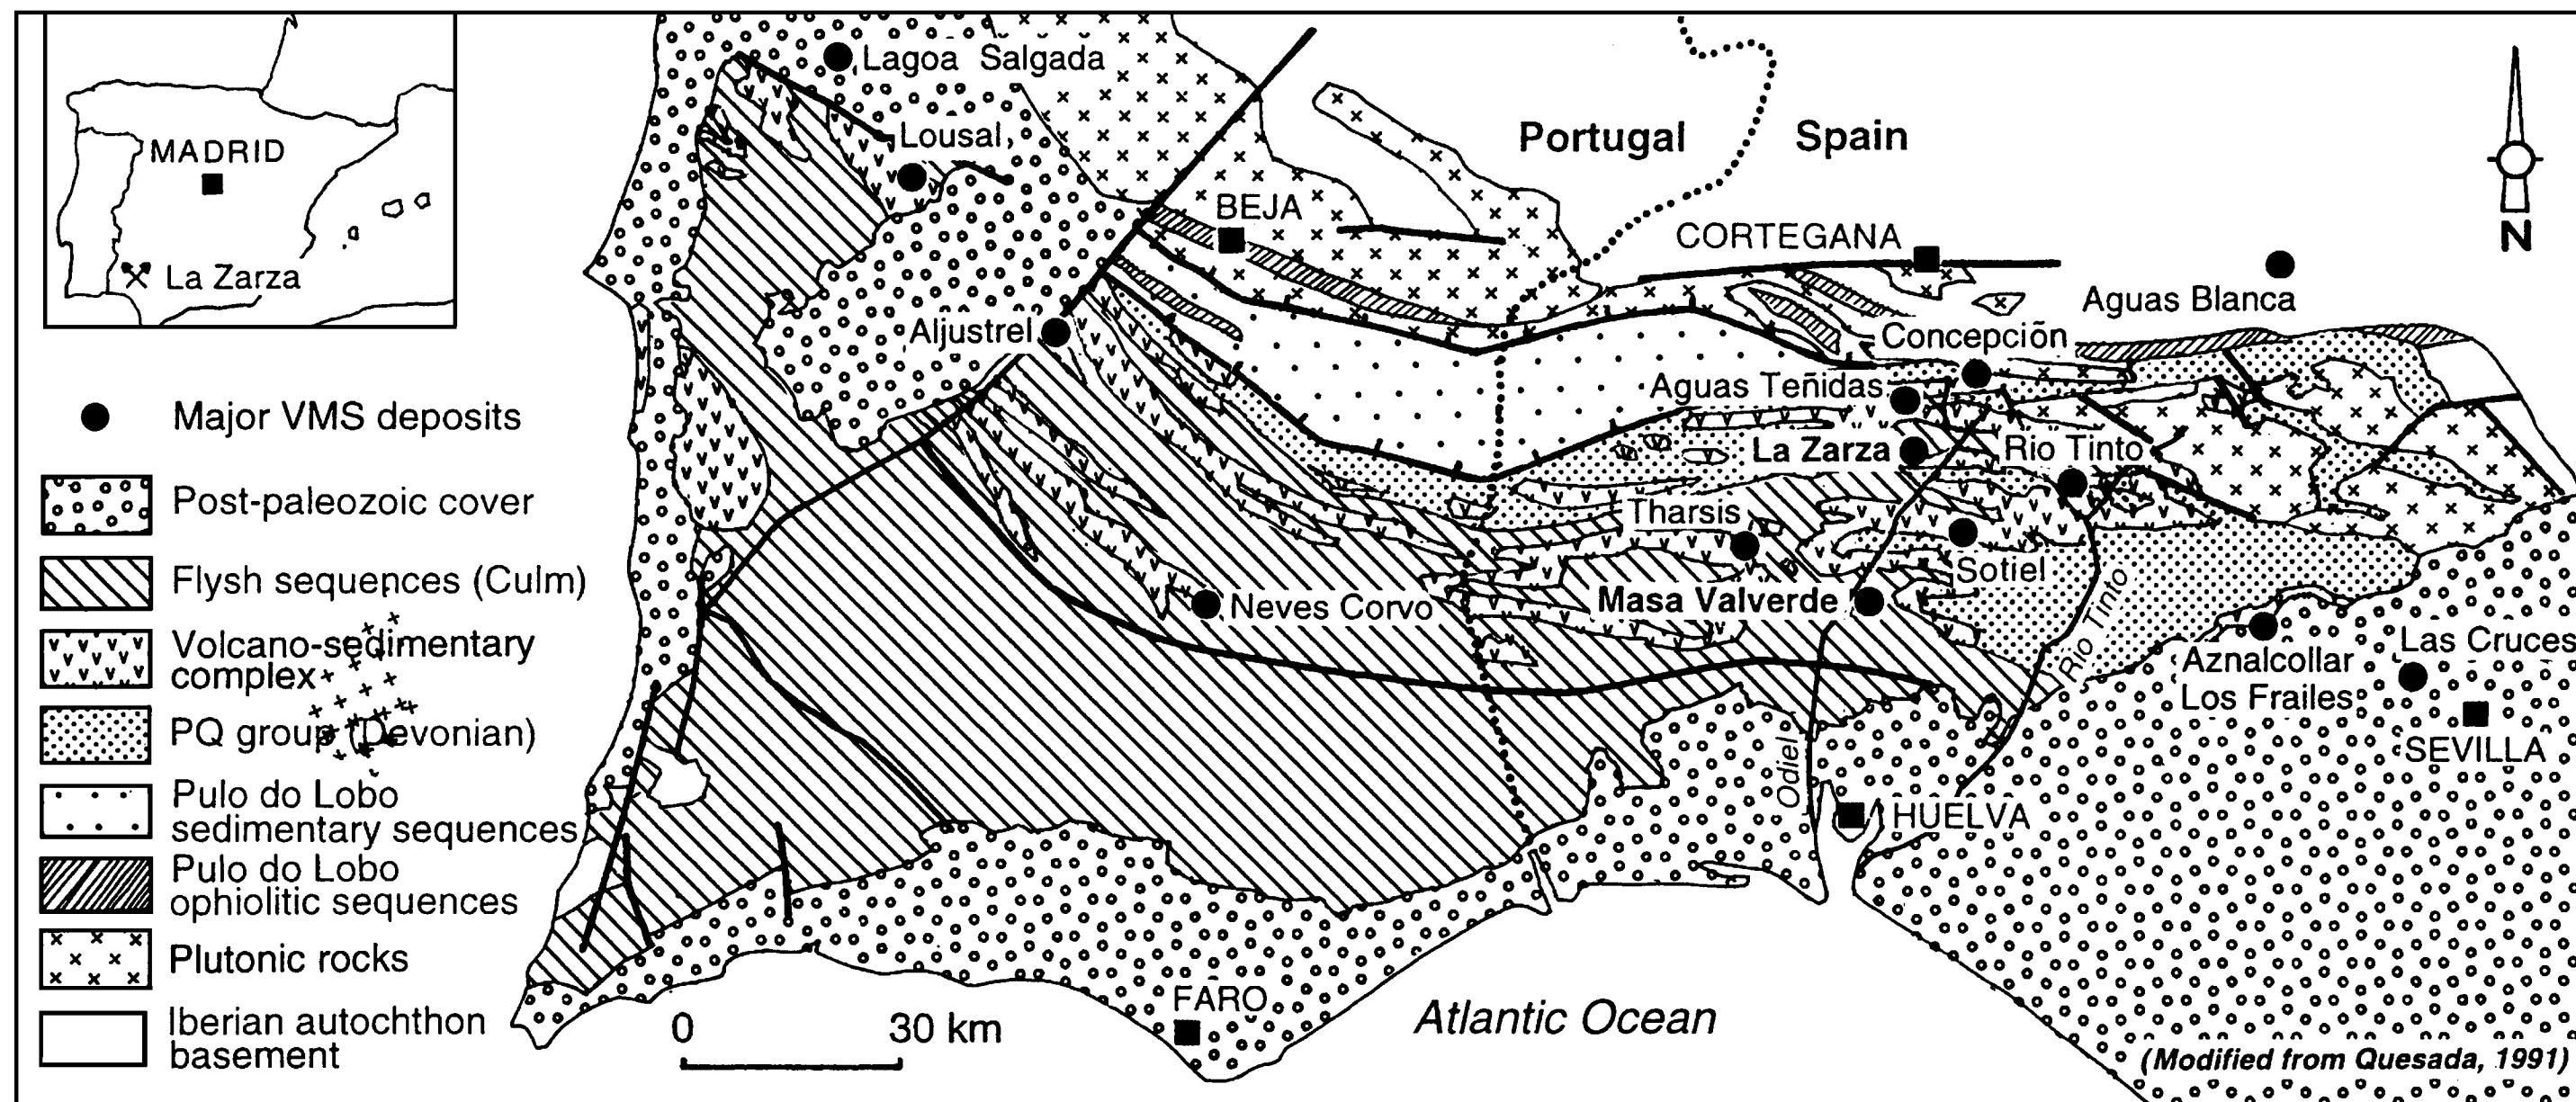 MADRID
La Zarza
Major VMS deposits
Post-paleozoic cover
Flysh sequences (Culm)
Volcano-sedimentary
complex
PQ group (Devonian)
Pulo do Lobo
sedimentary sequences
Pulo do Lobo
ophiolitic sequences
Plutonic rocks
Iberian autochthon
basement
Lagoa Salgada
Lousal
Portugal
Spain
BEJA
CORTEGANA
N
Aguas Blanca
Aljustrel
Concepciõn
Aguas Teñidas
La Zarza
Rio Tinto
Tharsis
Sotiel
Neves Corvo
Masa Valverde
Rio Tinto
Aznalcollar
Los Frailes
Las Cruces
SEVILLA
Odiel
HUELVA
FARO
0 30 km
Atlantic Ocean
(Modified from Quesada, 1991)